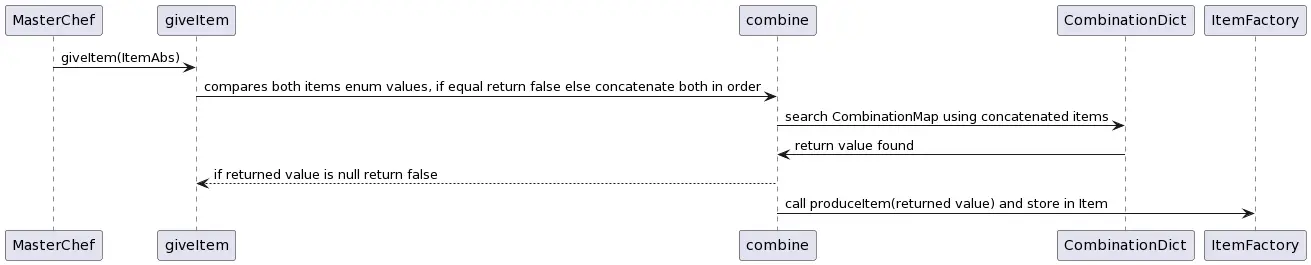 MasterChef giveItem combine CombinationDict ItemFactory
giveItem(ItemAbs)
compares both items enum values, if equal return false else concatenate both in order
search CombinationMap using concatenated items
return value found
if returned value is null return false
call produceItem(returned value) and store in Item
MasterChef giveItem combine CombinationDict ItemFactory